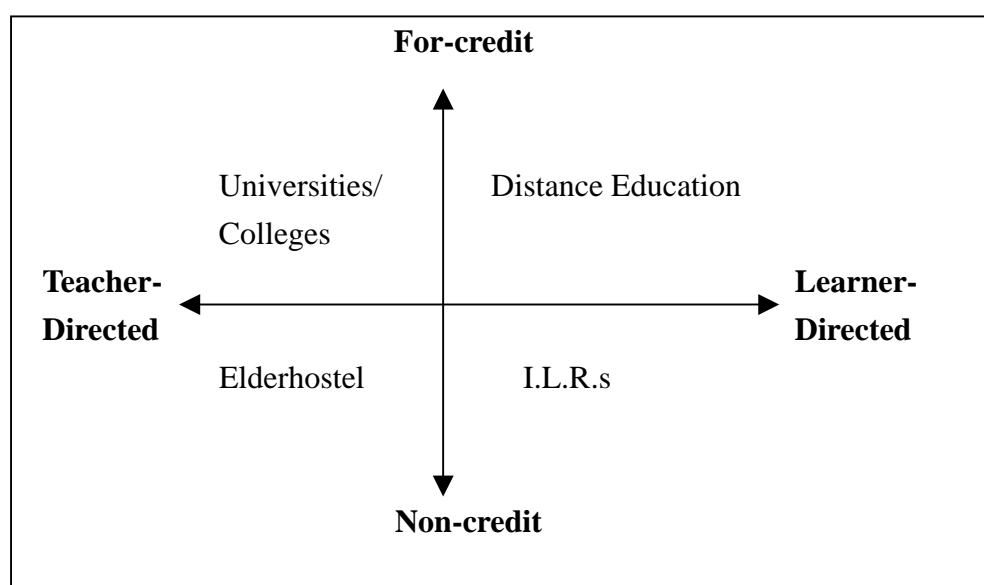 For-credit
Universities/ Distance Education
Colleges
Teacher- Learner-
Directed Directed
Elderhostel I.L.R.s
Non-credit